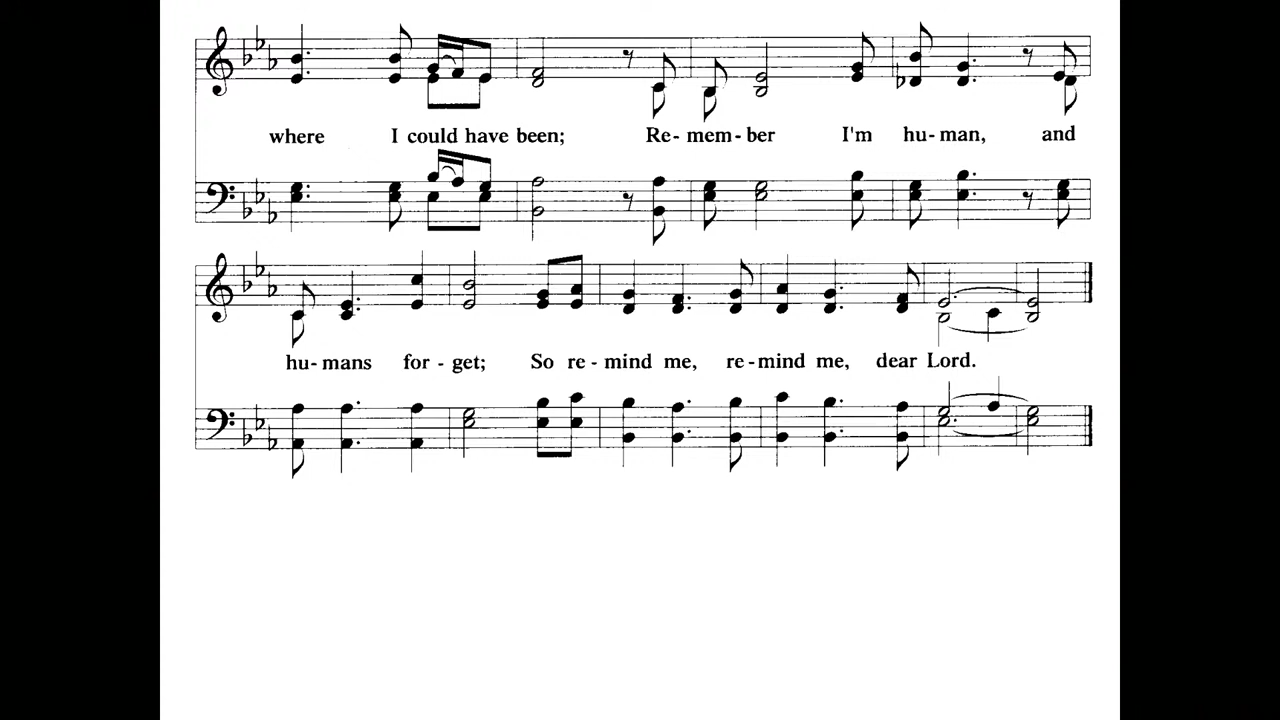 where I could have been; Re- mem- ber I'm hu- man, and
hu- mans for - get; So re - mind me, re - mind me, dear Lord.